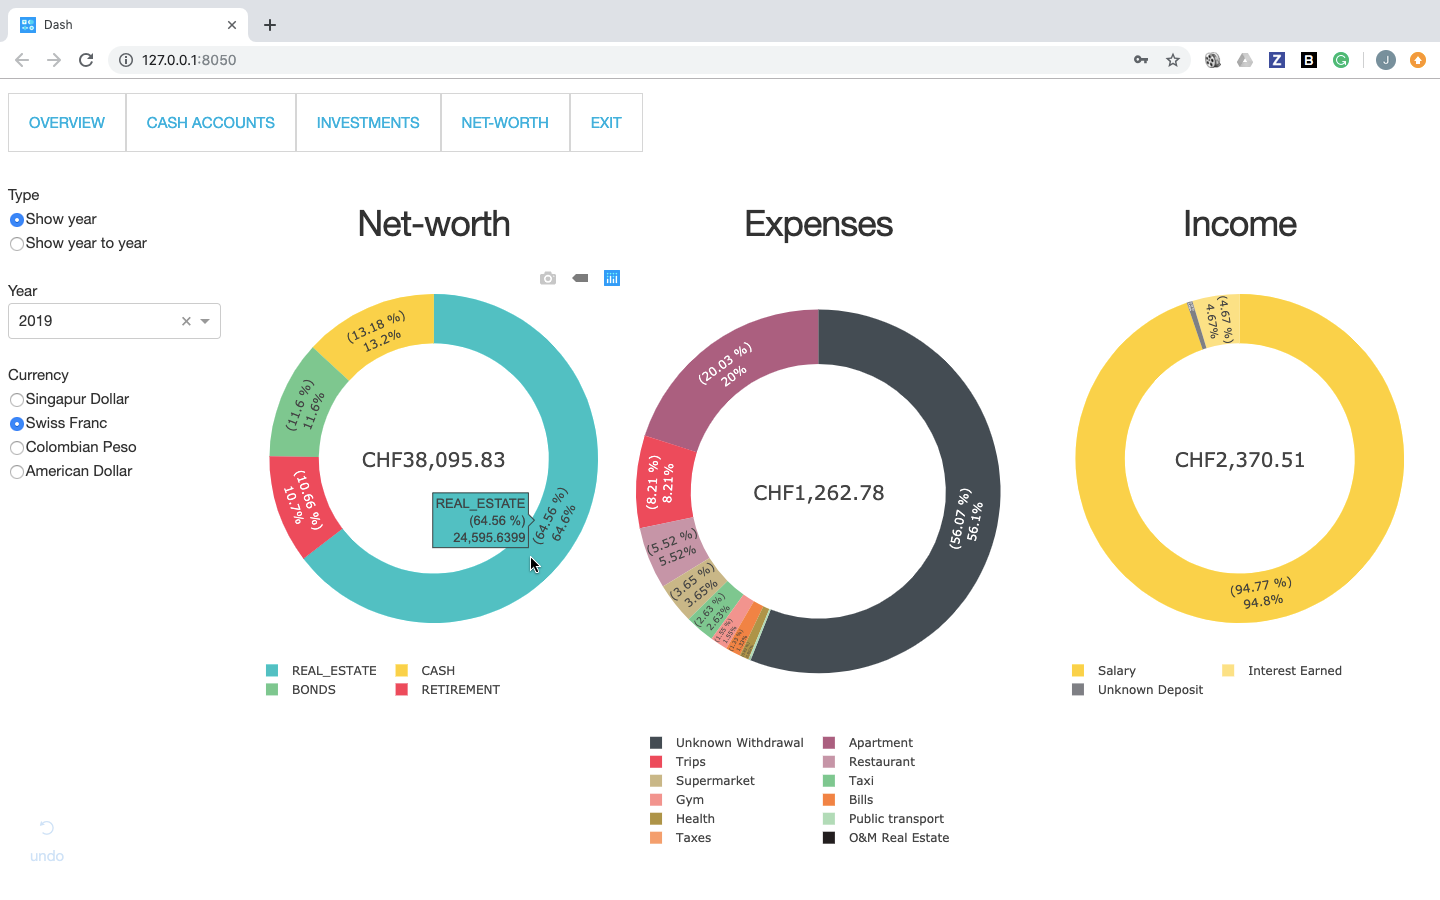 Dash
127.0.0.1:8050
Z
B
J
OVERVIEW
CASH ACCOUNTS
INVESTMENTS
NET-WORTH
EXIT
Type
Show year
Show year to year
Year
2019
Currency
Singapur Dollar
Swiss Franc
Colombian Peso
American Dollar
undo
Net-worth
(13.18 %)
13.2%
(11.6 %)
11.6%
(10.66 %)
10.7%
(64.56 %)
64.6%
CHF38,095.83
REAL_ESTATE
(64.56 %)
24,595.6399
REAL_ESTATE
CASH
BONDS
RETIREMENT
Expenses
(20.03 %)
20%
(8.21 %)
8.21%
(5.52 %)
5.52%
(3.65 %)
3.65%
(2.63 %)
2.63%
(56.07 %)
56.1%
CHF1,262.78
Unknown Withdrawal
Apartment
Trips
Restaurant
Supermarket
Taxi
Gym
Bills
Health
Public transport
Taxes
O&M Real Estate
Income
(4.67 %)
4.67%
CHF2,370.51
(94.77 %)
94.8%
Salary
Interest Earned
Unknown Deposit